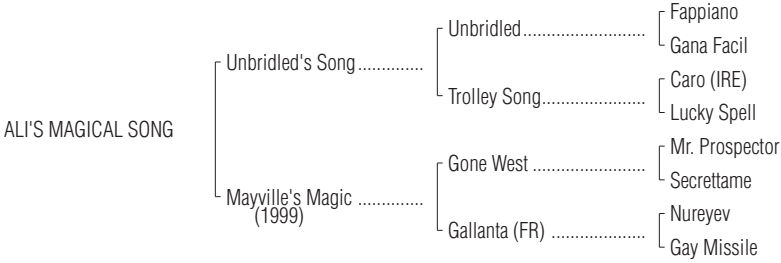 Fappiano
Unbridled..........................
Gana Facil
Unbridled's Song ..............
Caro (IRE)
Trolley Song......................
Lucky Spell
ALI'S MAGICAL SONG
Mr. Prospector
Gone West ........................
Secrettame
Mayville's Magic ..............
(1999)
Nureyev
Gallanta (FR) ....................
Gay Missile